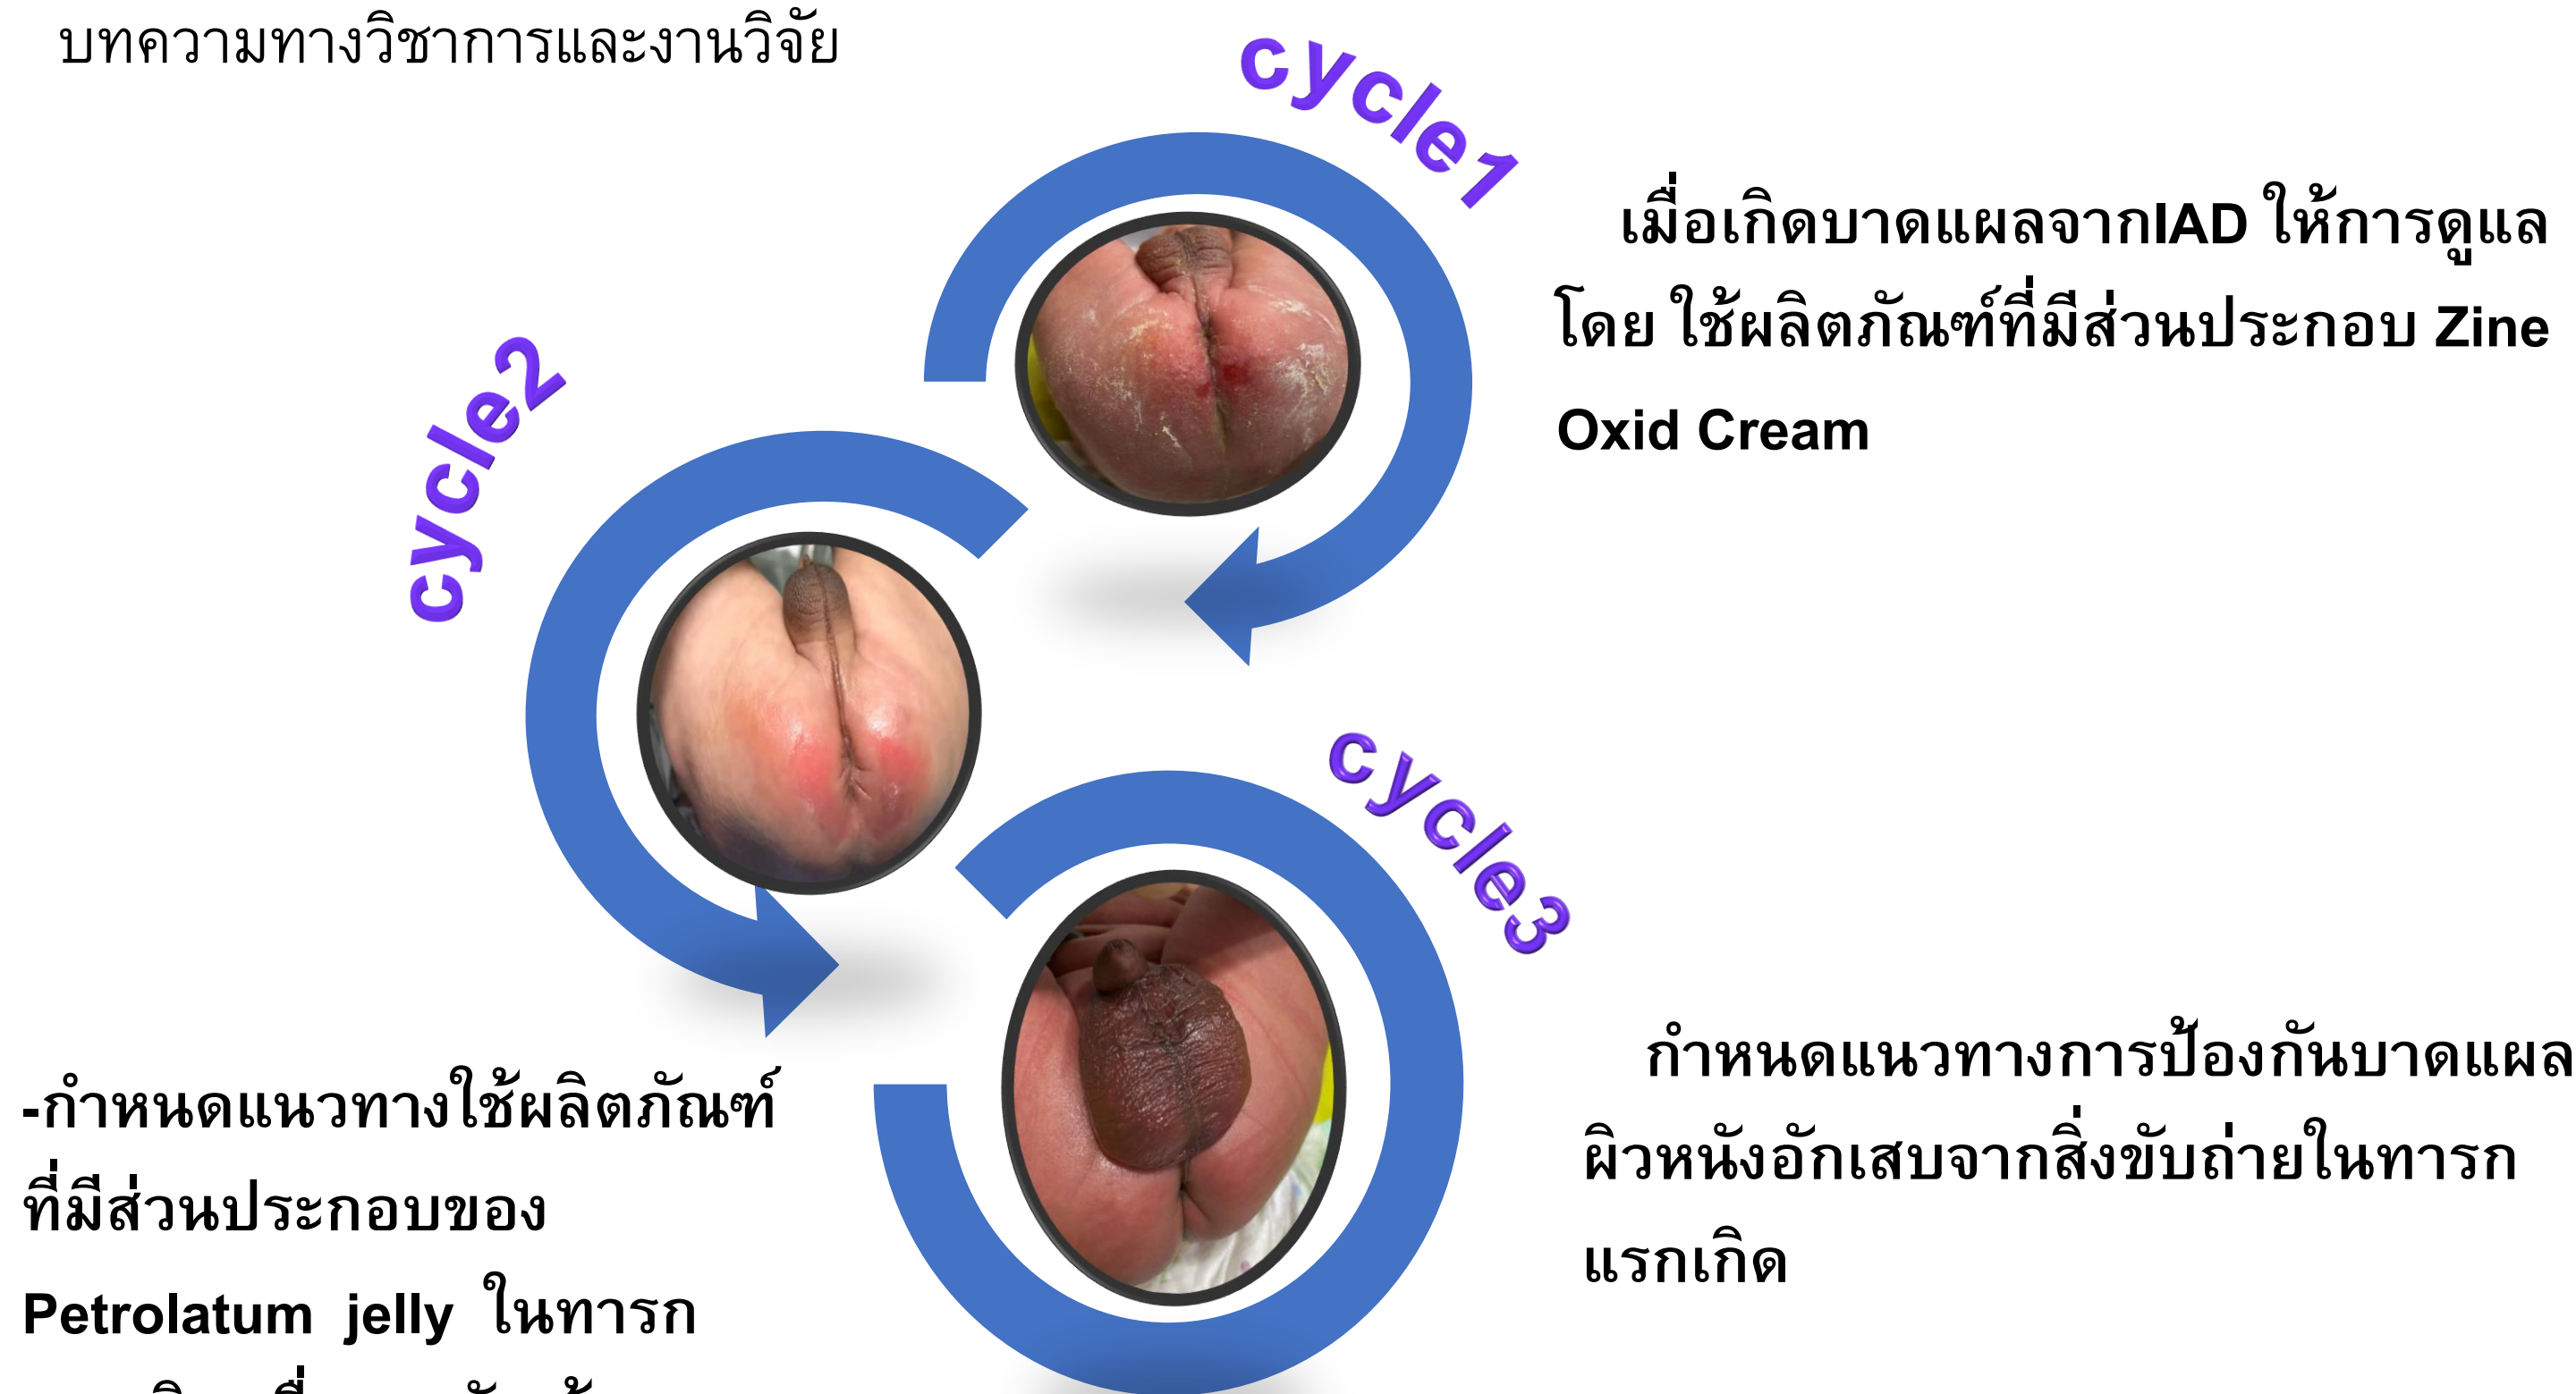 บทความทางวิชาการและงานวิจัย
cycle1
เมื่อเกิดบาดแผลจากIAD ให้การดูแล
โดย ใช้ผลิตภัณฑ์ที่มีส่วนประกอบ Zine
Oxid Cream
cycle2
-กำหนดแนวทางใช้ผลิตภัณฑ์
ที่มีส่วนประกอบของ
Petrolatum jelly ในทารก
cycle3
กำหนดแนวทางการป้องกันบาดแผล
ผิวหนังอักเสบจากสิ่งขับถ่ายในทารก
แรกเกิด